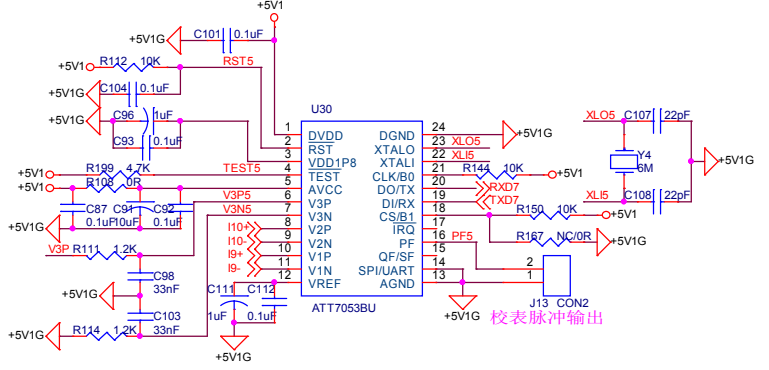 +5V1
+5V1G
C101
0.1uF
+5V1
R112
10K
RST5
C104
0.1uF
+5V1G
C96
1uF
+5V1G
C93
0.1uF
+5V1
R199
4.7K
TEST5
+5V1
R108
0R
V3P5
C87
C91
C92
0.1uF
10uF
0.1uF
+5V1G
V3N5
V3P
R111
1.2K
C98
33nF
+5V1G
C103
33nF
+5V1G
R114
1.2K
I10+
I10-
I9+
I9-
C111
1uF
C112
0.1uF
+5V1G
U30
1 DVDD DGND 24
2 RST XTALO 23
3 VDD1P8 XTALI 22
4 TEST CLK/B0 21
5 AVCC DO/TX 20
6 V3P DI/RX 19
7 V3N CS/B1 18
8 V2P IRQ 17
9 V2N PF 16
10 V1P QF/SF 15
11 V1N SPI/UART 14
12 VREF AGND 13
ATT7053BU
+5V1G
XLO5
XLI5
R144
10K
+5V1
RXD7
TXD7
R150
10K
+5V1
R167
NC/0R
+5V1G
PF5
2
1
J13 CON2
校表脉冲输出
+5V1G
XLO5
C107
22pF
Y4
6M
+5V1G
XLI5
C108
22pF